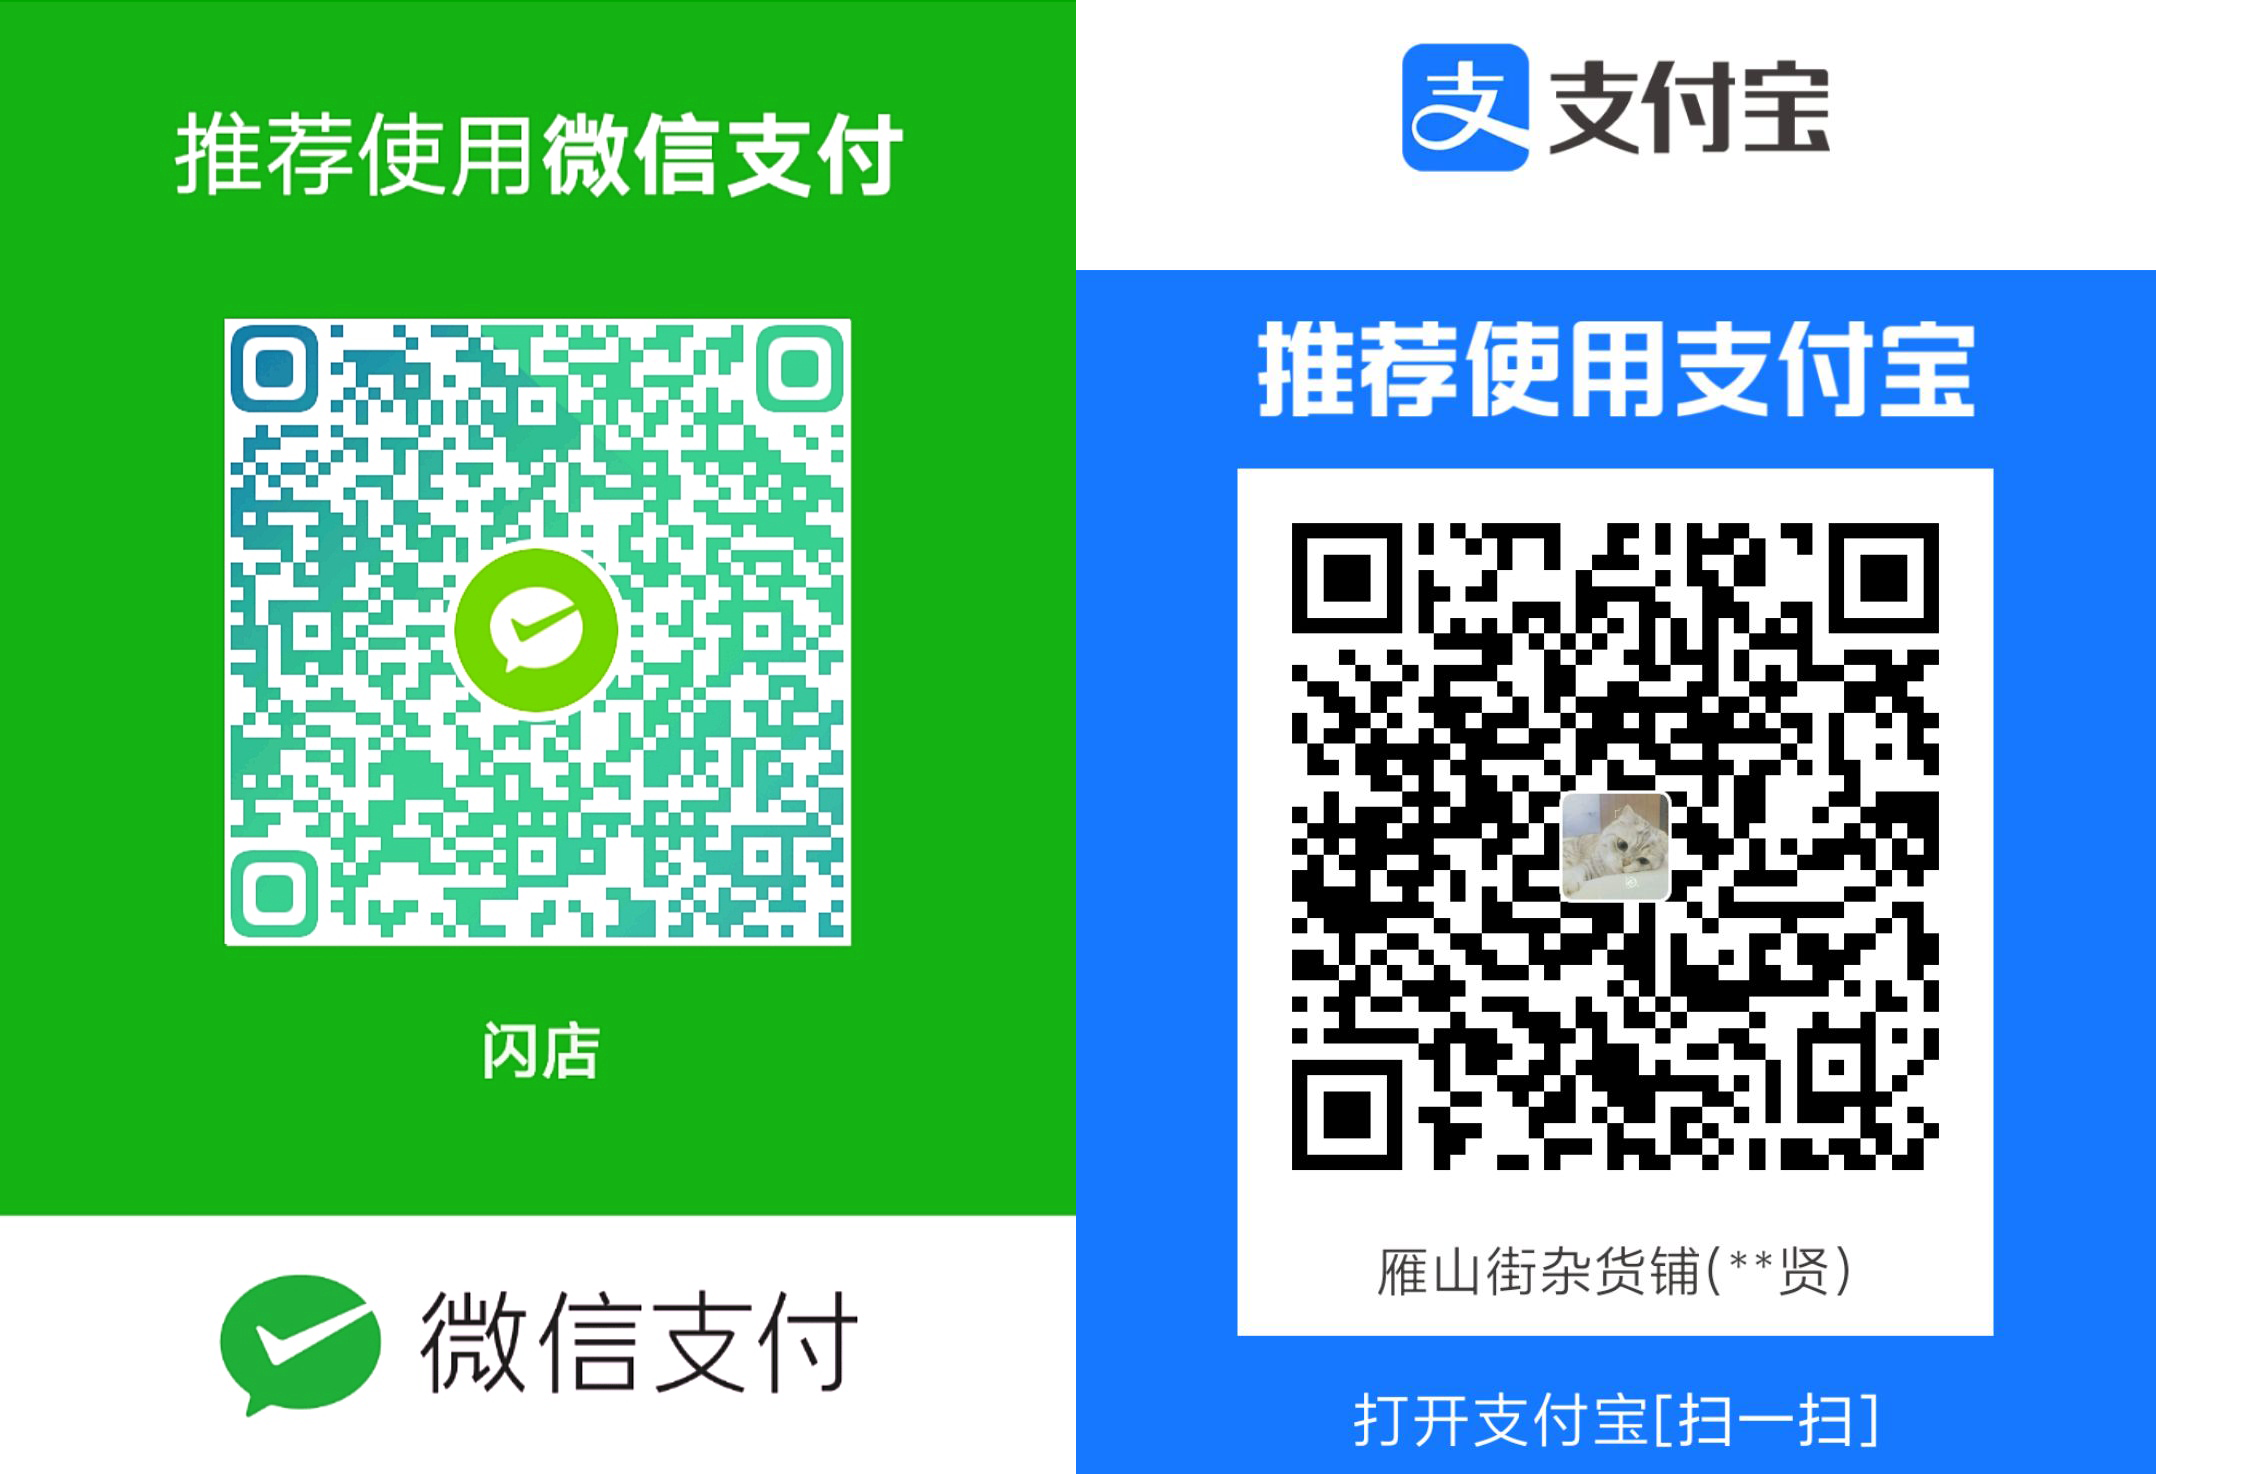 推荐使用微信支付
闪店
微信支付
支 支付宝
推荐使用支付宝
雁山街杂货铺(**贤)
打开支付宝[扫一扫]